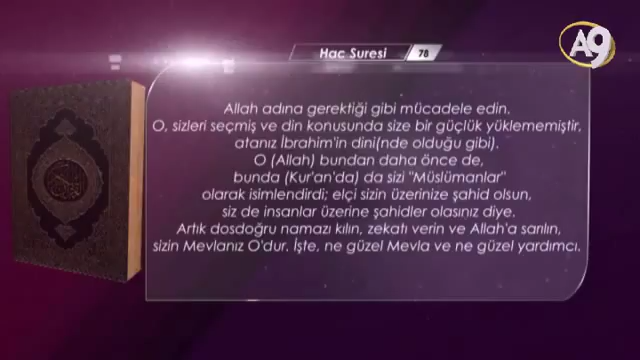 A9
Hac Suresi 78
Allah adına gerektiği gibi mücadele edin.
O, sizleri seçmiş ve din konusunda size bir güçlük yüklememiştir,
atanız İbrahim'in dini(nde olduğu gibi).
O (Allah) bundan daha önce de,
bunda (Kur'an'da) da sizi "Müslümanlar"
olarak isimlendirdi; elçi sizin üzerinize şahid olsun,
siz de insanlar üzerine şahidler olasınız diye.
Artık dosdoğru namazı kılın, zekatı verin ve Allah'a sarılın,
sizin Mevlanız O'dur. İşte, ne güzel Mevla ve ne güzel yardımcı.